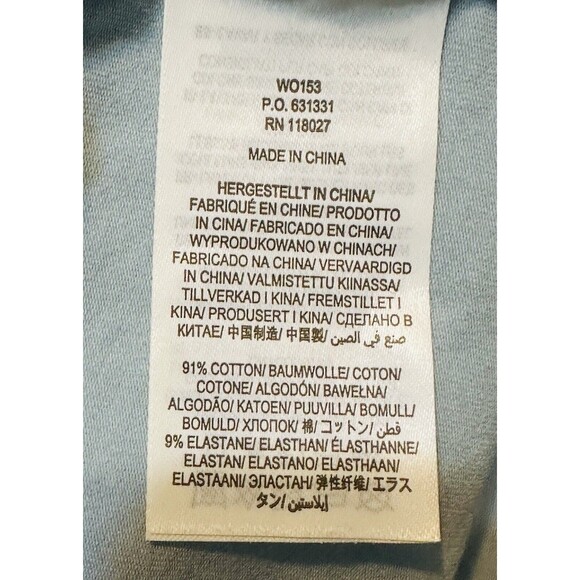 WO153
P.O. 631331
RN 118027
MADE IN CHINA
HERGESTELLT IN CHINA/
FABRIQUÉ EN CHINE/ PRODOTTO
IN CINA/ FABRICADO EN CHINA/
WYPRODUKOWANO W CHINACH/
FABRICADO NA CHINA/ VERVAARDIGD
IN CHINA/ VALMISTETTU KIINASSA/
TILLVERKAD I KINA/ FREMSTILLET I
KINA/ PRODUSERT I KINA/ СДЕЛАНО В
КИТАЕ/ 中国制造/ 中国製/ صنع في الصين/
91% COTTON/ BAUMWOLLE/ COTON/
COTONE/ ALGODÓN/ BAWEŁNA/
ALGODÃO/ KATOEN/ PUUVILLA/ BOMULL/
BOMULD/ ХЛОПОК/ 棉/ コットン/ قطن/
9% ELASTANE/ ELASTHAN/ ÉLASTHANNE/
ELASTAN/ ELASTANO/ ELASTHAAN/
ELASTAANI/ ЭЛАСТАН/ 弹性纤维/ エラス
タン/ إيلاستين/